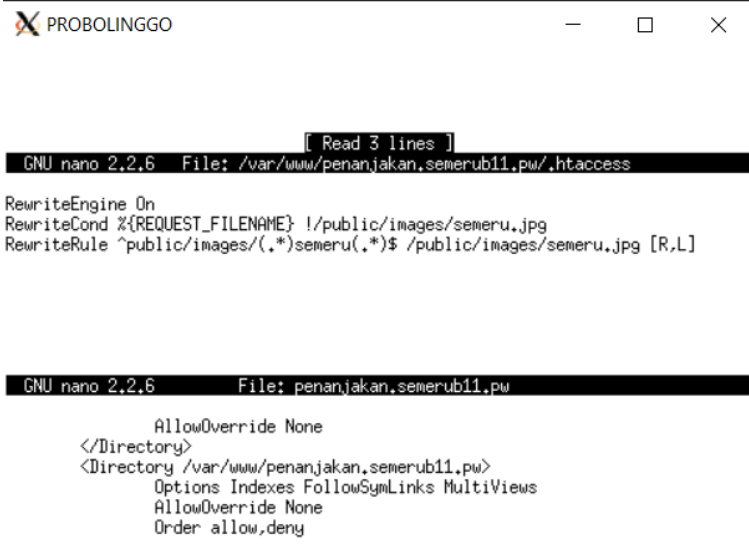 PROBOLINGGO
[ Read 3 lines ]
GNU nano 2.2.6 File: /var/www/penanjakan.semerub11.pw/.htaccess
RewriteEngine On
RewriteCond %{REQUEST_FILENAME} !/public/images/semeru.jpg
RewriteRule ^public/images/(.*)semeru(.*)$ /public/images/semeru.jpg [R,L]
GNU nano 2.2.6 File: penanjakan.semerub11.pw
AllowOverride None
</Directory>
<Directory /var/www/penanjakan.semerub11.pw>
Options Indexes FollowSymLinks MultiViews
AllowOverride None
Order allow,deny